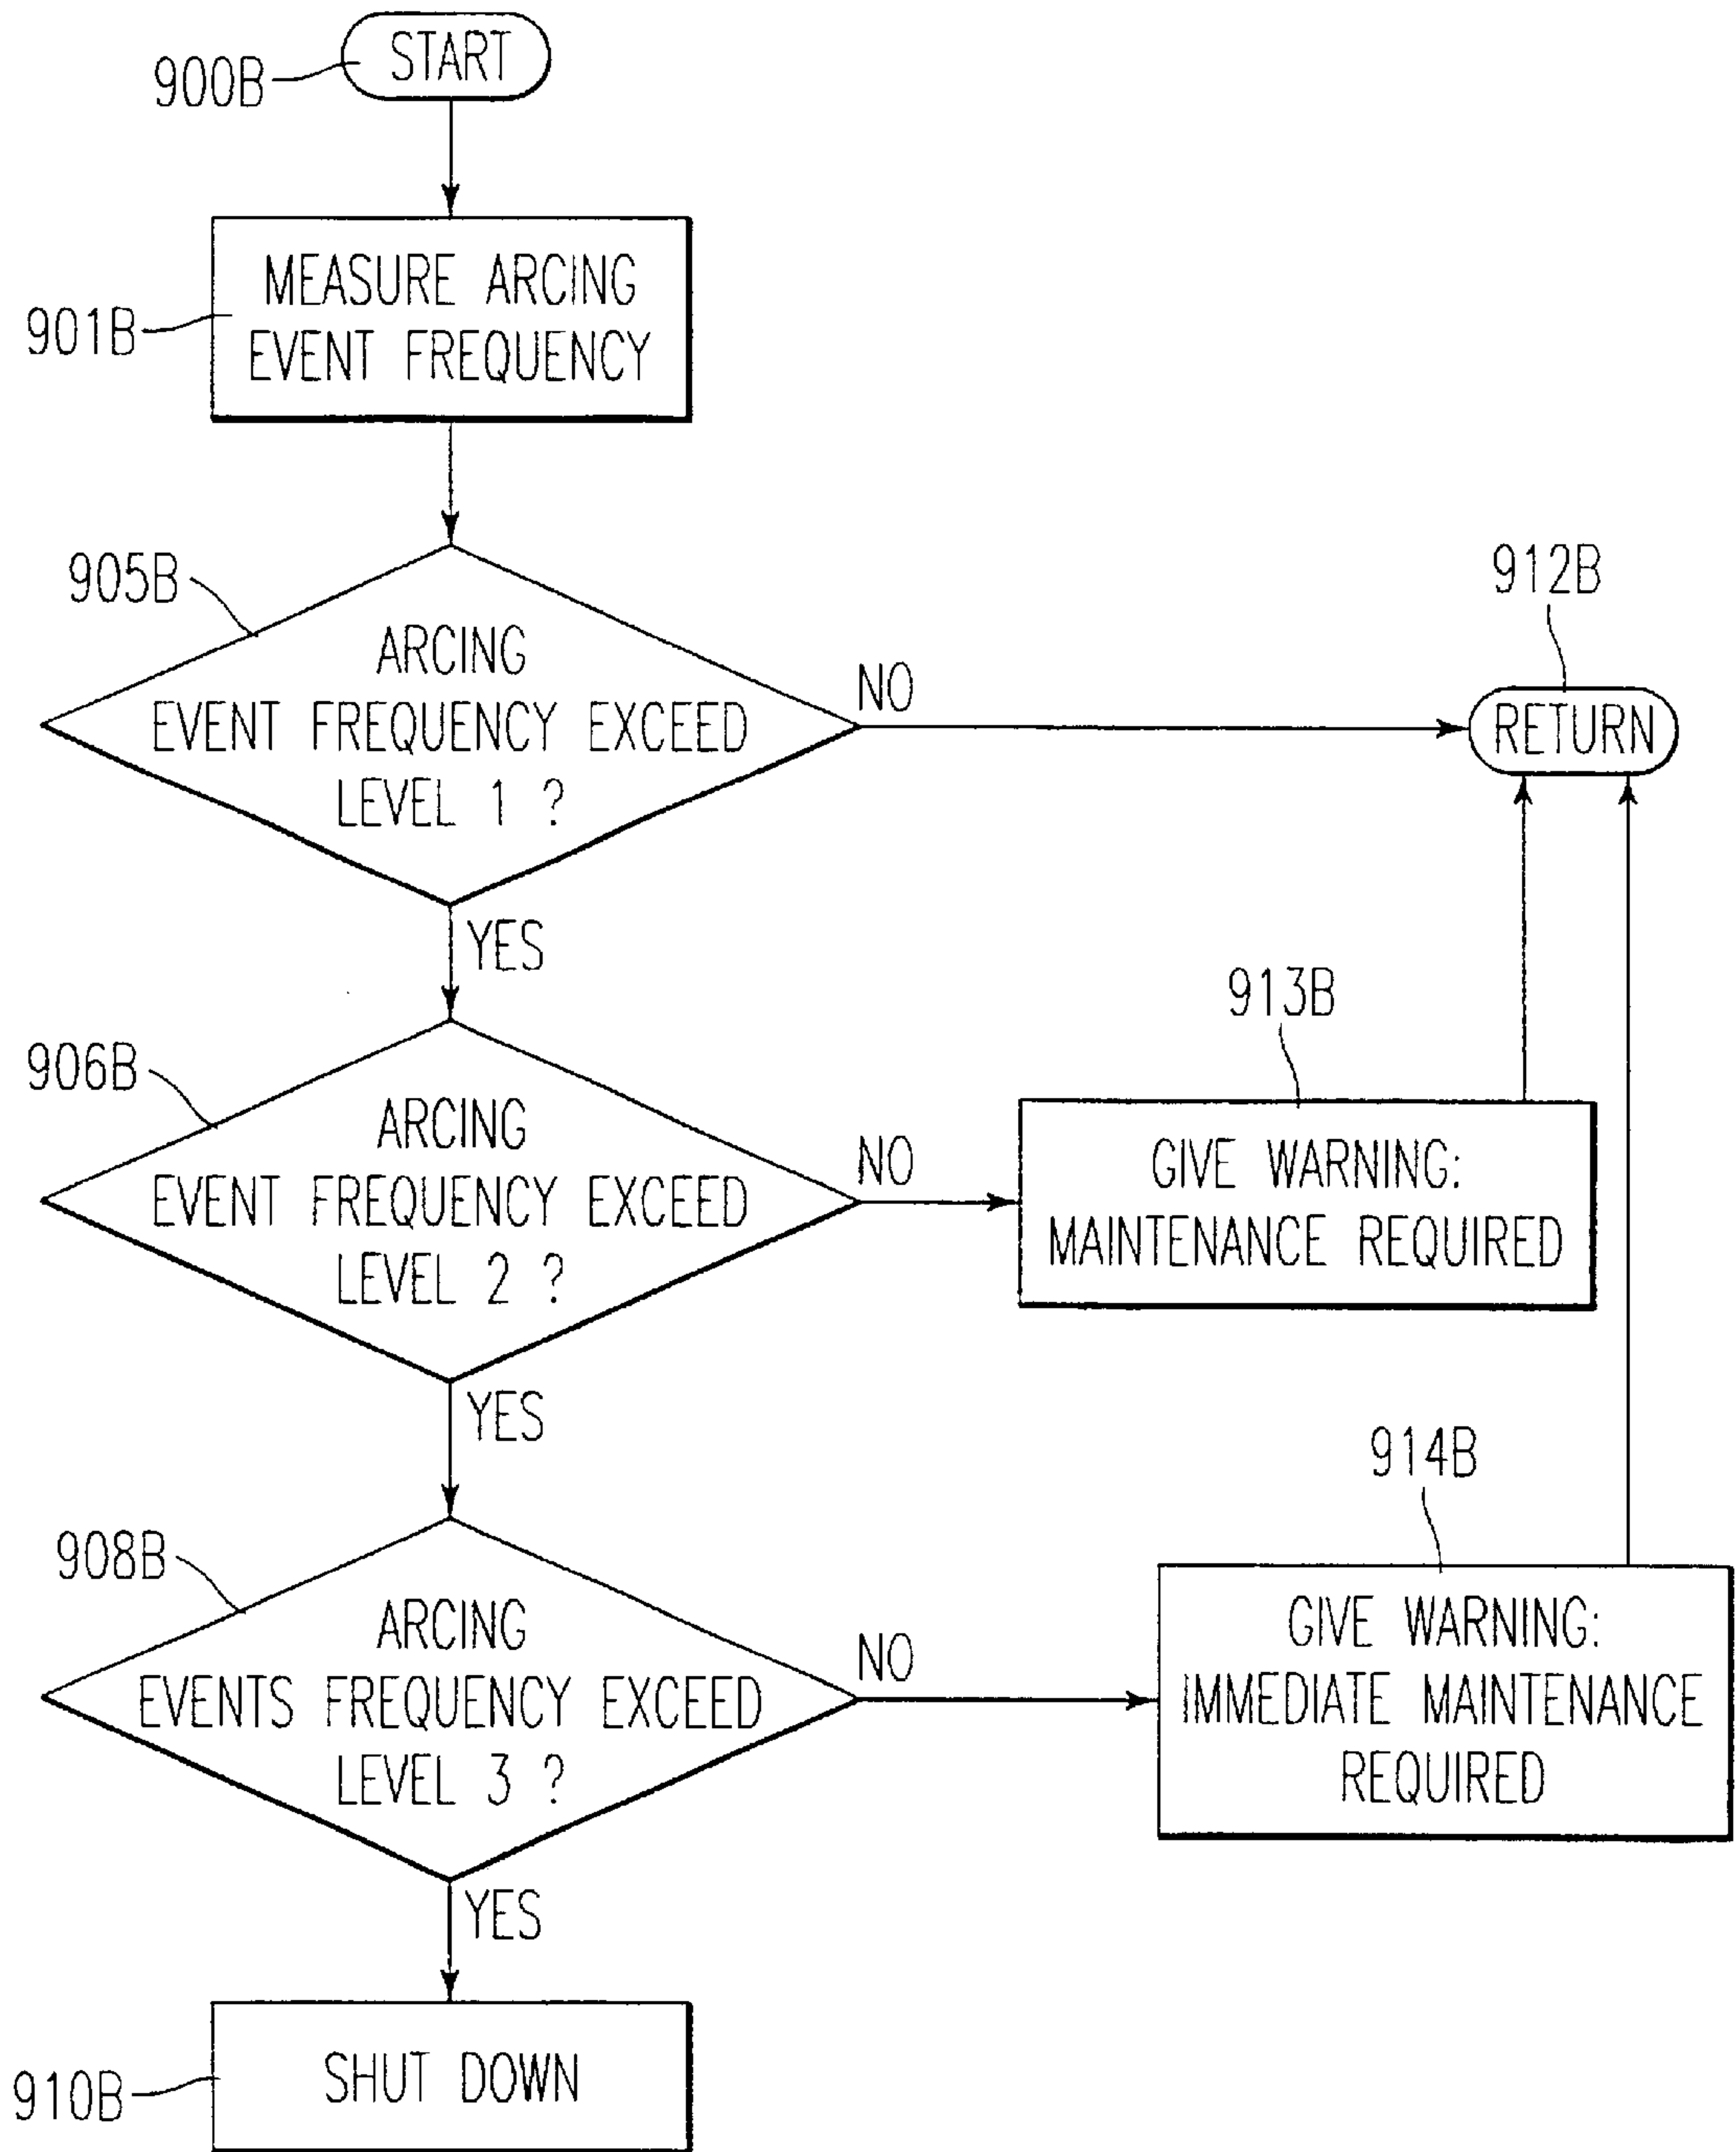 START
900B
MEASURE ARCING
EVENT FREQUENCY
901B
905B
ARCING
EVENT FREQUENCY EXCEED
LEVEL 1 ?
NO
912B
RETURN
YES
906B
ARCING
EVENT FREQUENCY EXCEED
LEVEL 2 ?
NO
913B
GIVE WARNING:
MAINTENANCE REQUIRED
YES
908B
ARCING
EVENTS FREQUENCY EXCEED
LEVEL 3 ?
NO
914B
GIVE WARNING:
IMMEDIATE MAINTENANCE
REQUIRED
YES
SHUT DOWN
910B